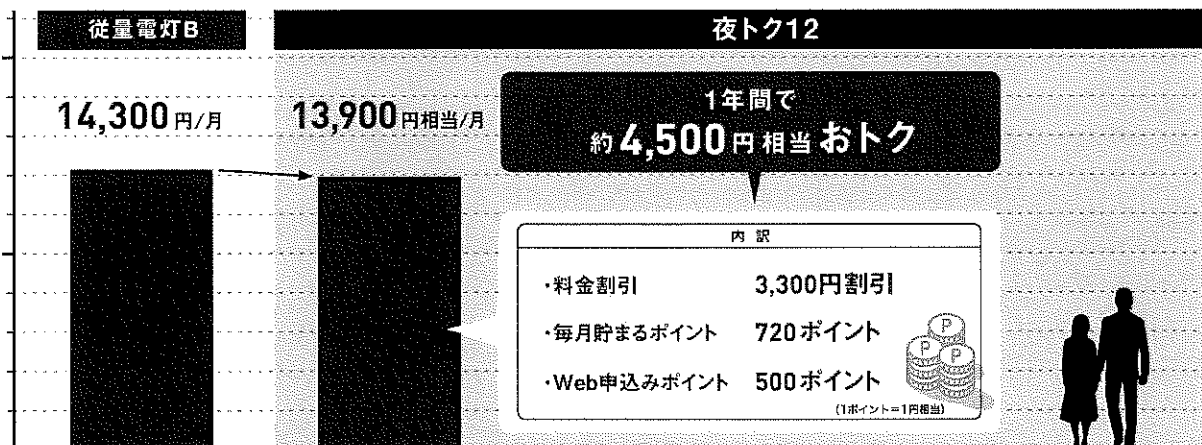 従量電灯B
夜トク12
14,300円/月
13,900円相当/月
1年間で
約4,500円相当おトク
内訳
・料金割引 3,300円割引
・毎月貯まるポイント 720ポイント
・Web申込みポイント 500ポイント
(1ポイント=1円相当)
P
P
P